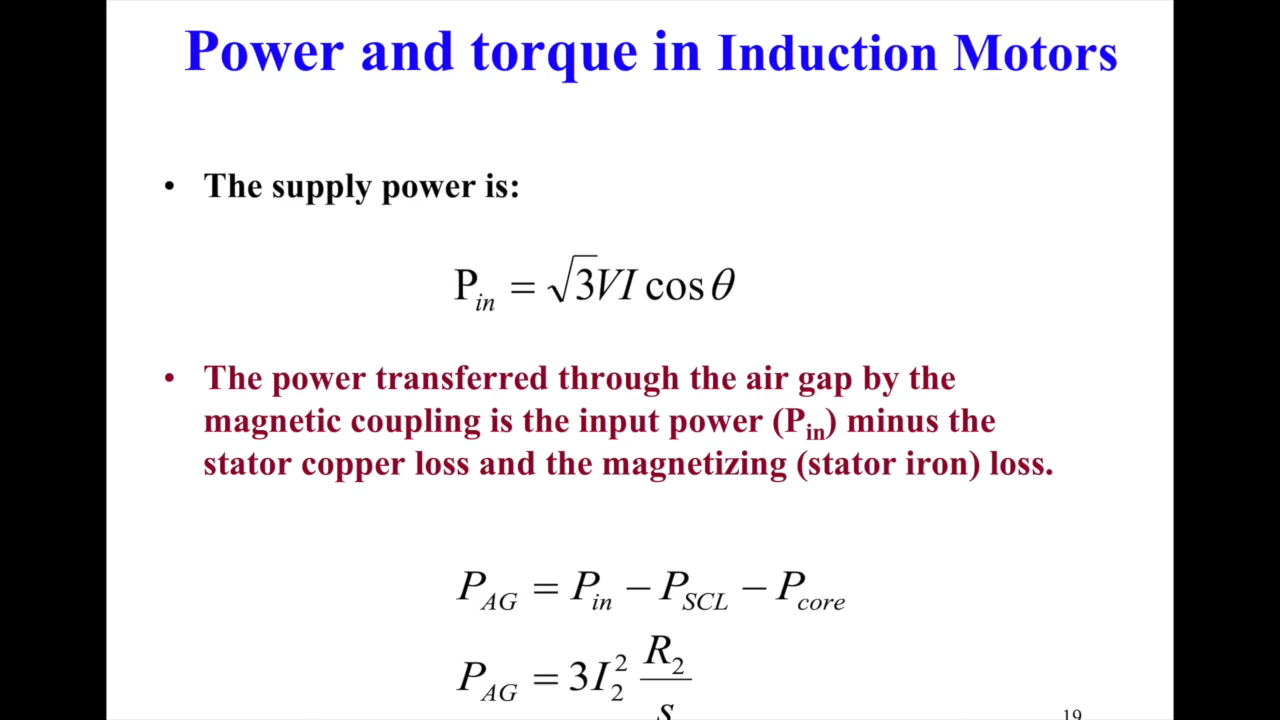 Power and torque in Induction Motors
• The supply power is:
P_in = √3VI cos θ
• The power transferred through the air gap by the
magnetic coupling is the input power (P_in) minus the
stator copper loss and the magnetizing (stator iron) loss.
P_AG = P_in − P_SCL − P_core
P_AG = 3I_2^2 R_2/s
19